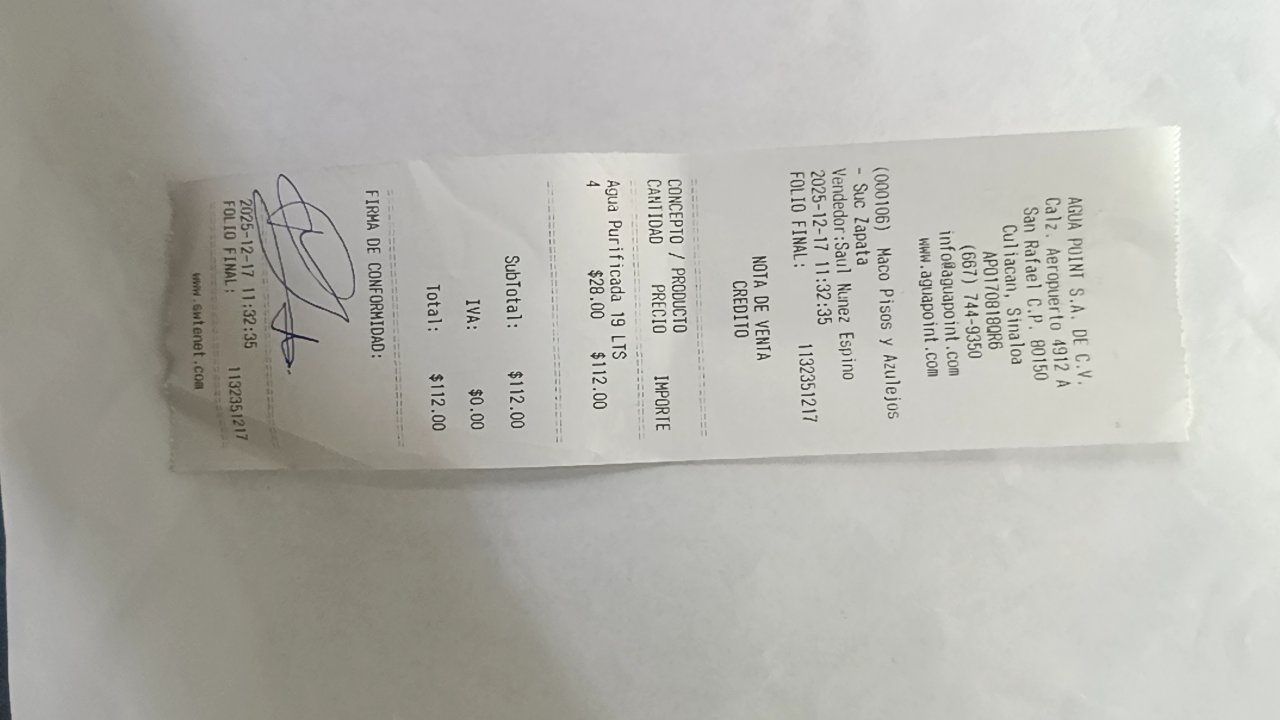 AGUA POINT S.A. DE C.V.
Calz. Aeropuerto 4912 A
San Rafael C.P. 80150
Culiacan, Sinaloa
APO170818QR6
(667) 744-9350
info@aguapoint.com
www.aguapoint.com
(000106) Maco Pisos y Azulejos
- Suc Zapata
Vendedor:Saul Nunez Espino
2025-12-17 11:32:35
FOLIO FINAL: 1132351217
NOTA DE VENTA
CREDITO
CONCEPTO / PRODUCTO
CANTIDAD PRECIO IMPORTE
Agua Purificada 19 LTS
4 $28.00 $112.00
SubTotal: $112.00
IVA: $0.00
Total: $112.00
FIRMA DE CONFORMIDAD:
2025-12-17 11:32:35
FOLIO FINAL: 1132351217
www.swtenet.com